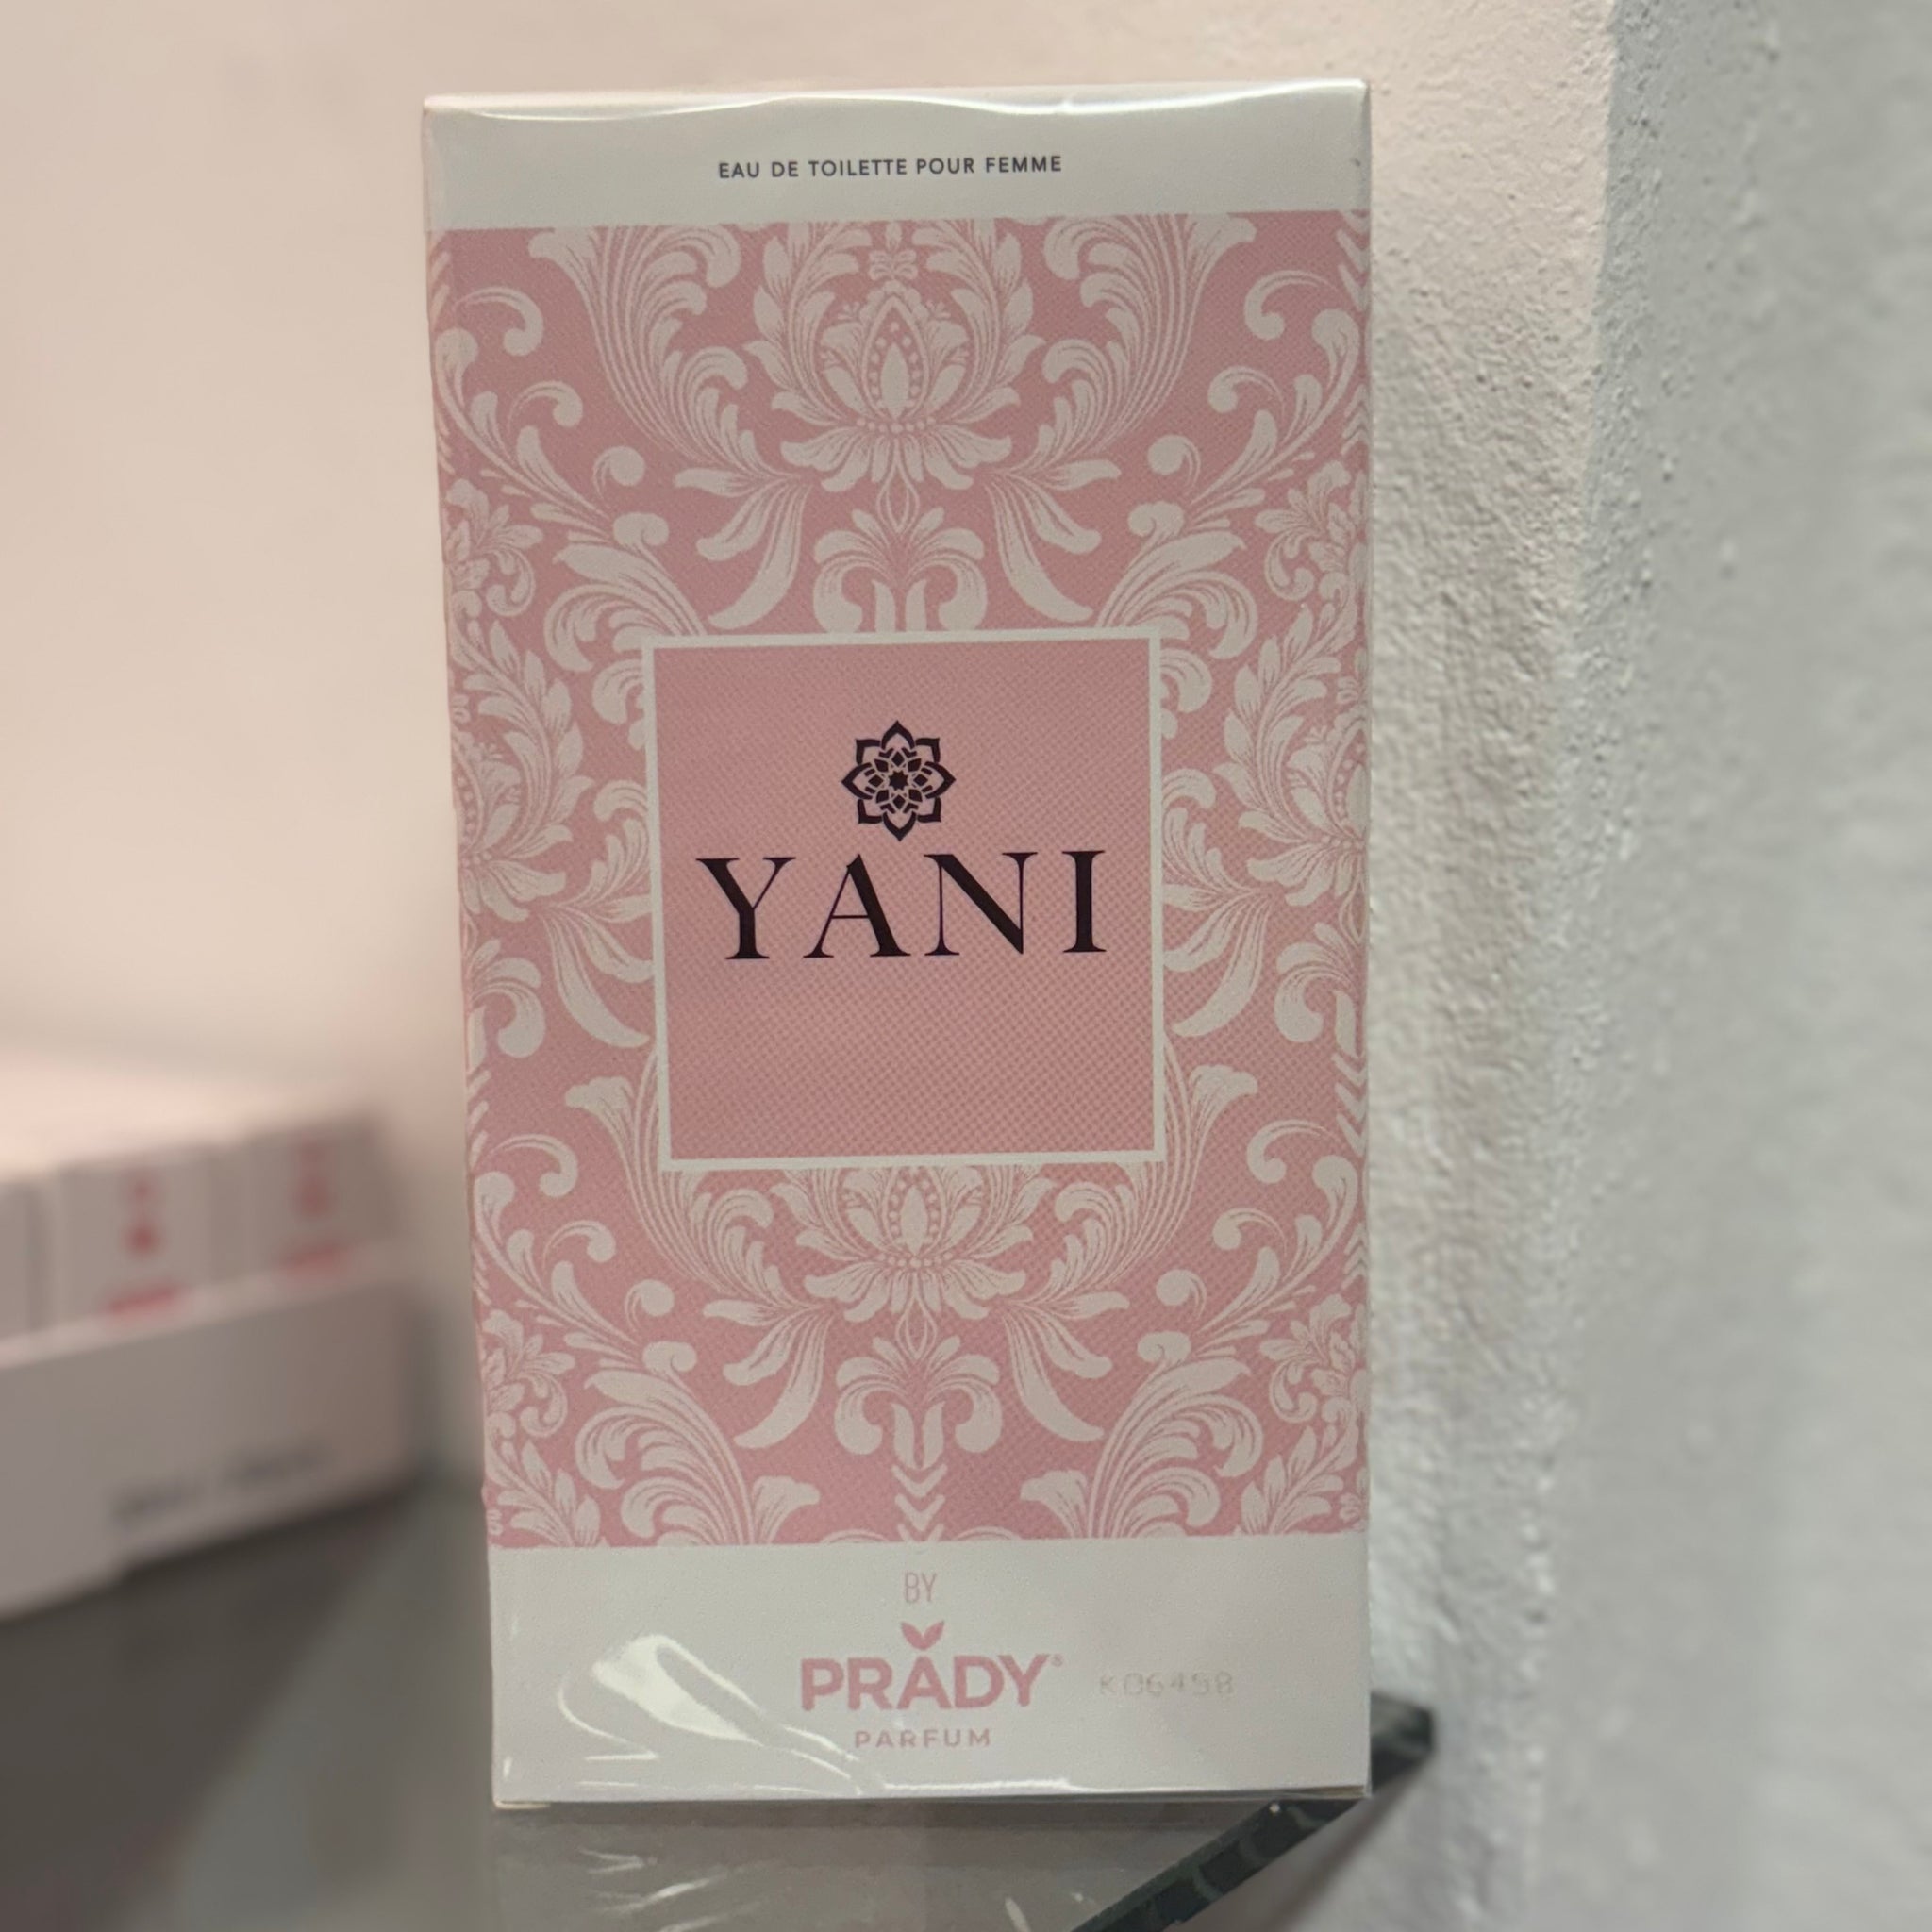 EAU DE TOILETTE POUR FEMME
YANI
BY
PRADY®
K06458
PARFUM